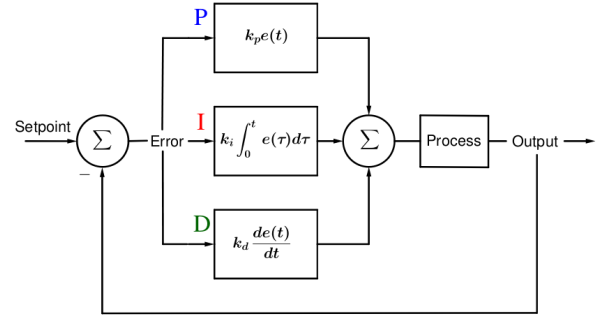 P
k_p e(t)
Setpoint
∑
−
Error
I
k_i ∫_0^t e(τ)dτ
∑
Process
Output
D
k_d de(t)/dt